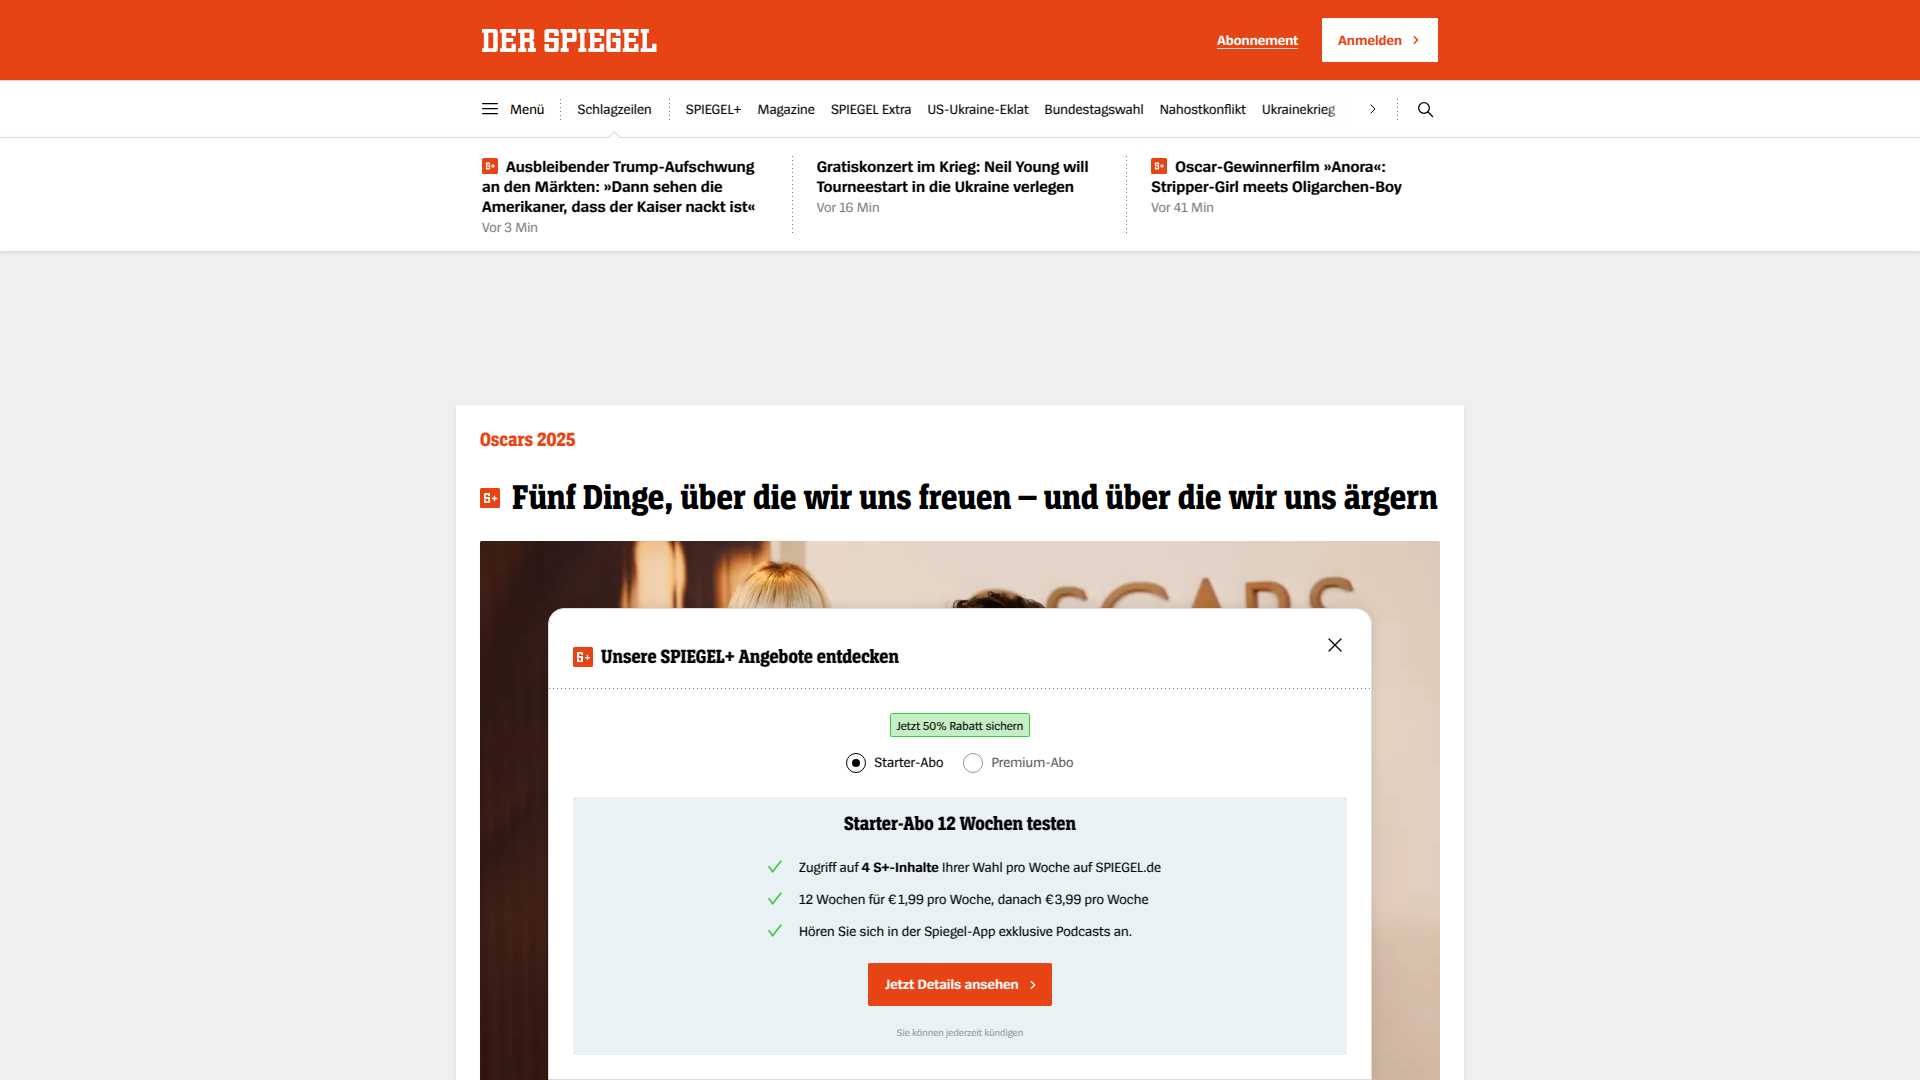 DER SPIEGEL
Abonnement
Anmelden
Menü
Schlagzeilen
SPIEGEL+
Magazine
SPIEGEL Extra
US-Ukraine-Eklat
Bundestagswahl
Nahostkonflikt
Ukrainekrieg
Ausbleibender Trump-Aufschwung
an den Märkten: »Dann sehen die
Amerikaner, dass der Kaiser nackt ist«
Vor 3 Min
Gratiskonzert im Krieg: Neil Young will
Tourneestart in die Ukraine verlegen
Vor 16 Min
Oscar-Gewinnerfilm »Anora«:
Stripper-Girl meets Oligarchen-Boy
Vor 41 Min
Oscars 2025
Fünf Dinge, über die wir uns freuen – und über die wir uns ärgern
OSCARS
Unsere SPIEGEL+ Angebote entdecken
Jetzt 50% Rabatt sichern
Starter-Abo
Premium-Abo
Starter-Abo 12 Wochen testen
Zugriff auf 4 S+-Inhalte Ihrer Wahl pro Woche auf SPIEGEL.de
12 Wochen für € 1,99 pro Woche, danach € 3,99 pro Woche
Hören Sie sich in der Spiegel-App exklusive Podcasts an.
Jetzt Details ansehen
Sie können jederzeit kündigen